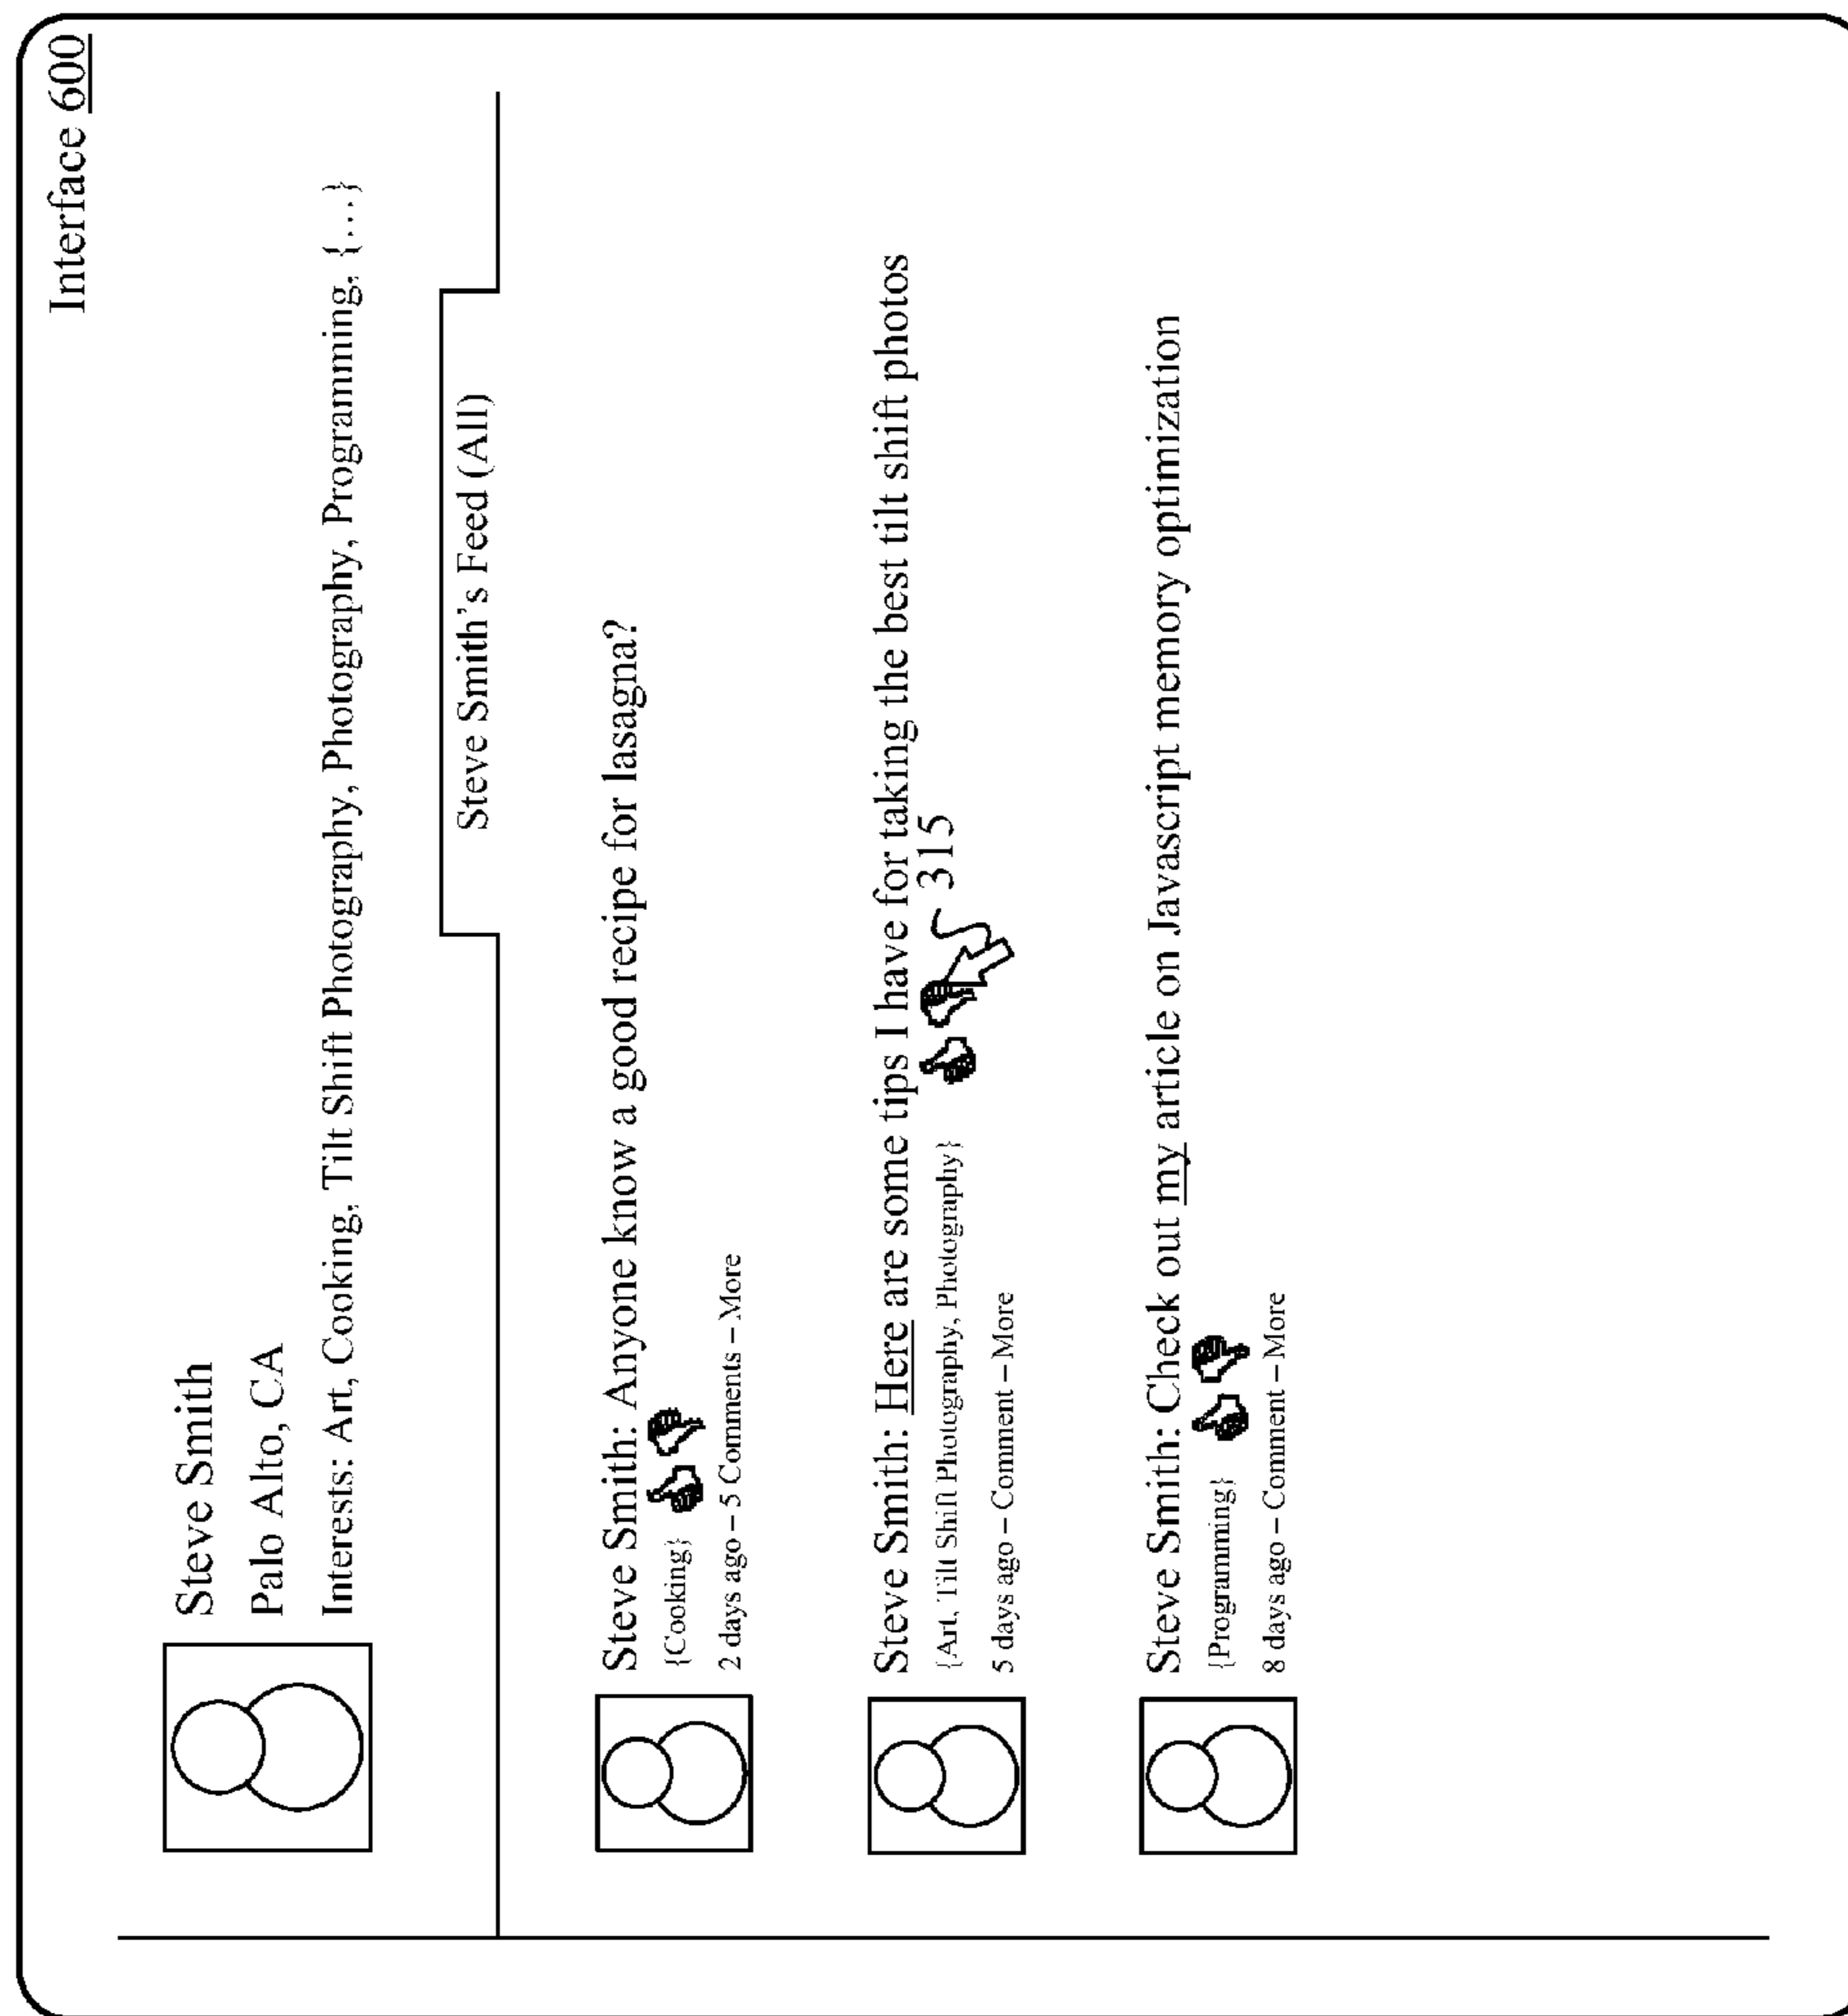 Interface 600
Steve Smith
Palo Alto, CA
Interests: Art, Cooking, Tilt Shift Photography, Photography, Programming, {…}
Steve Smith's Feed (All)
Steve Smith: Anyone know a good recipe for lasagna?
{Cooking}
2 days ago – 5 Comments – More
Steve Smith: Here are some tips I have for taking the best tilt shift photos
{Art, Tilt Shift Photography, Photography}
315
5 days ago – Comment – More
Steve Smith: Check out my article on Javascript memory optimization
{Programming}
8 days ago – Comment – More